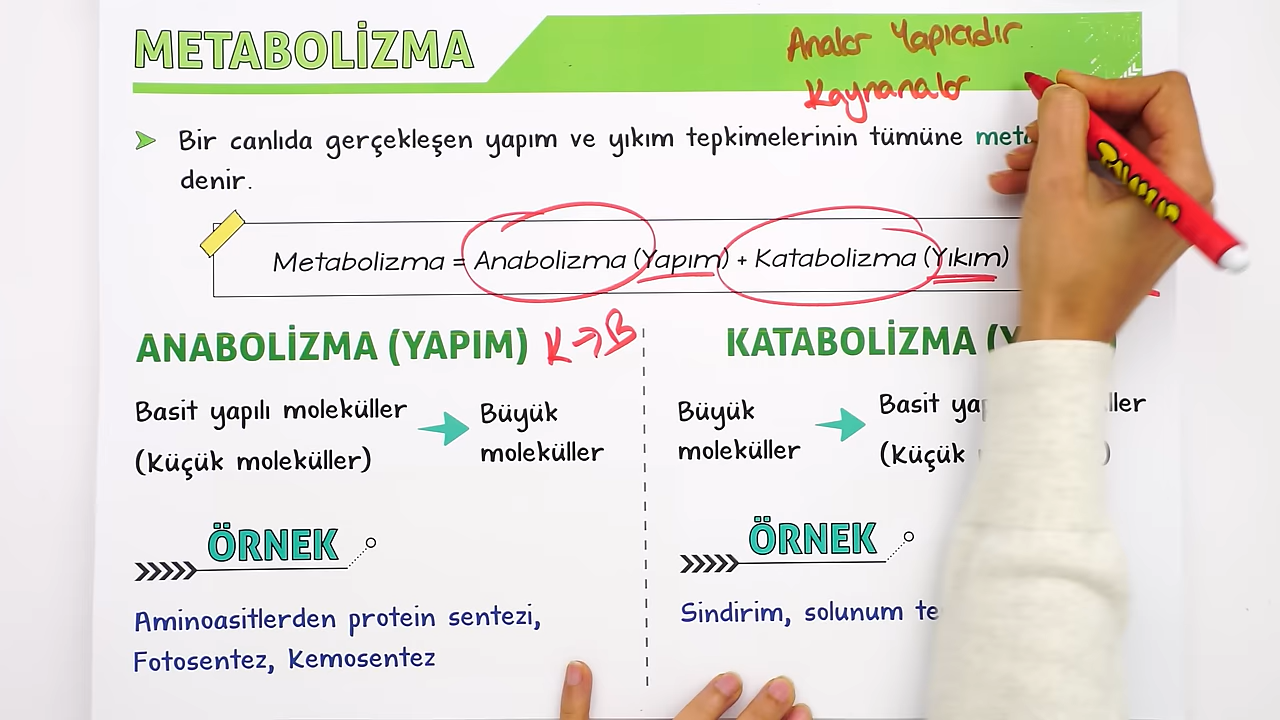 METABOLİZMA
Analar Yapıcıdır
Kaynanalar
Bir canlıda gerçekleşen yapım ve yıkım tepkimelerinin tümüne
denir.
Metabolizma = Anabolizma (Yapım) + Katabolizma (Yıkım)
ANABOLİZMA (YAPIM) K→B
Basit yapılı moleküller
(Küçük moleküller)
Büyük
moleküller
ÖRNEK
Aminoasitlerden protein sentezi,
Fotosentez, Kemosentez
KATABOLİZMA
Büyük
moleküller
Basit
(Küçük
ÖRNEK
Sindirim, solunum